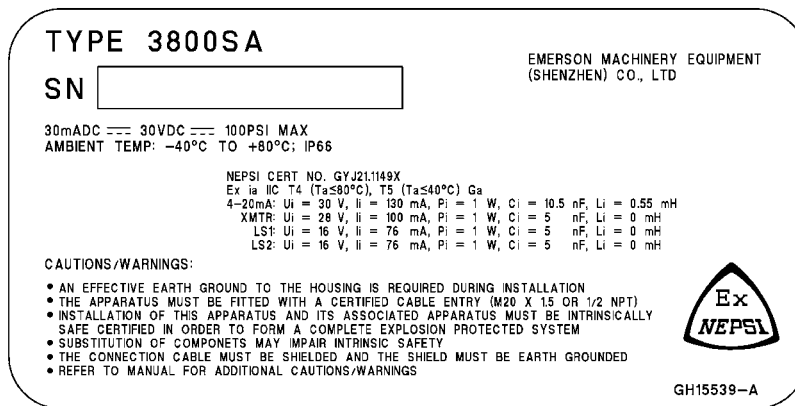 TYPE 3800SA
EMERSON MACHINERY EQUIPMENT
(SHENZHEN) CO., LTD
SN
30mADC ⎓ 30VDC ⎓ 100PSI MAX
AMBIENT TEMP: -40°C TO +80°C; IP66
NEPSI CERT NO. GYJ21.1149X
Ex ia IIC T4 (Ta≤80°C), T5 (Ta≤40°C) Ga
4-20mA: Ui = 30 V, Ii = 130 mA, Pi = 1 W, Ci = 10.5 nF, Li = 0.55 mH
XMTR: Ui = 28 V, Ii = 100 mA, Pi = 1 W, Ci = 5 nF, Li = 0 mH
LS1: Ui = 16 V, Ii = 76 mA, Pi = 1 W, Ci = 5 nF, Li = 0 mH
LS2: Ui = 16 V, Ii = 76 mA, Pi = 1 W, Ci = 5 nF, Li = 0 mH
CAUTIONS/WARNINGS:
• AN EFFECTIVE EARTH GROUND TO THE HOUSING IS REQUIRED DURING INSTALLATION
• THE APPARATUS MUST BE FITTED WITH A CERTIFIED CABLE ENTRY (M20 X 1.5 OR 1/2 NPT)
• INSTALLATION OF THIS APPARATUS AND ITS ASSOCIATED APPARATUS MUST BE INTRINSICALLY
SAFE CERTIFIED IN ORDER TO FORM A COMPLETE EXPLOSION PROTECTED SYSTEM
• SUBSTITUTION OF COMPONETS MAY IMPAIR INTRINSIC SAFETY
• THE CONNECTION CABLE MUST BE SHIELDED AND THE SHIELD MUST BE EARTH GROUNDED
• REFER TO MANUAL FOR ADDITIONAL CAUTIONS/WARNINGS
Ex
NEPSI
GH15539-A